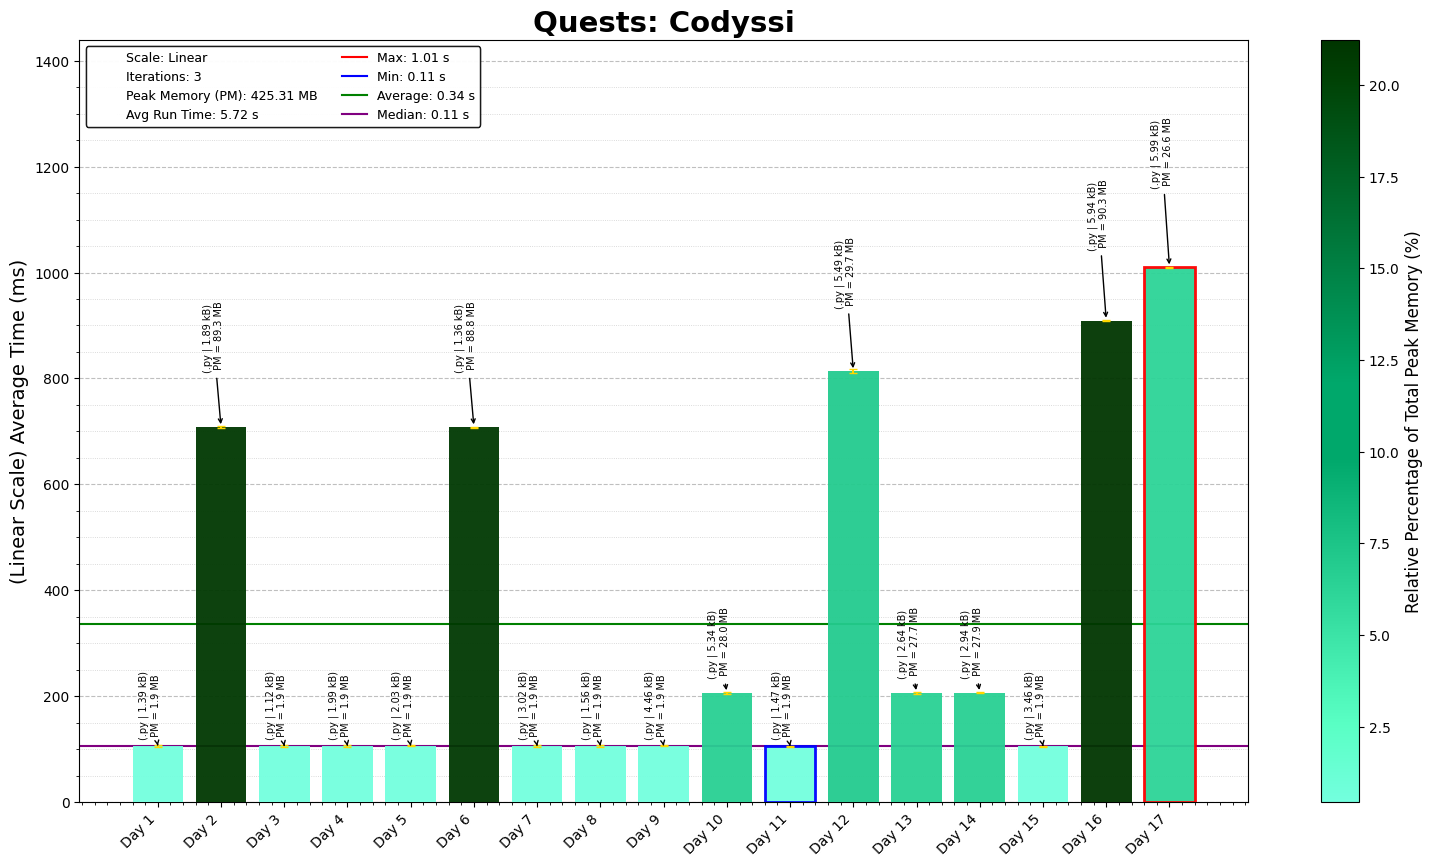 Quests: Codyssi
Scale: Linear
Iterations: 3
Peak Memory (PM): 425.31 MB
Avg Run Time: 5.72 s
Max: 1.01 s
Min: 0.11 s
Average: 0.34 s
Median: 0.11 s
(Linear Scale) Average Time (ms)
1400
1200
1000
800
600
400
200
0
(.py | 1.39 kB)
PM = 1.9 MB
(.py | 1.89 kB)
PM = 89.3 MB
(.py | 1.12 kB)
PM = 1.9 MB
(.py | 1.99 kB)
PM = 1.9 MB
(.py | 2.03 kB)
PM = 1.9 MB
(.py | 1.36 kB)
PM = 88.8 MB
(.py | 3.02 kB)
PM = 1.9 MB
(.py | 1.56 kB)
PM = 1.9 MB
(.py | 4.46 kB)
PM = 1.9 MB
(.py | 5.34 kB)
PM = 28.0 MB
(.py | 1.47 kB)
PM = 1.9 MB
(.py | 5.49 kB)
PM = 29.7 MB
(.py | 2.64 kB)
PM = 27.7 MB
(.py | 2.94 kB)
PM = 27.9 MB
(.py | 3.46 kB)
PM = 1.9 MB
(.py | 5.94 kB)
PM = 90.3 MB
(.py | 5.99 kB)
PM = 26.6 MB
Day 1
Day 2
Day 3
Day 4
Day 5
Day 6
Day 7
Day 8
Day 9
Day 10
Day 11
Day 12
Day 13
Day 14
Day 15
Day 16
Day 17
20.0
17.5
15.0
12.5
10.0
7.5
5.0
2.5
Relative Percentage of Total Peak Memory (%)